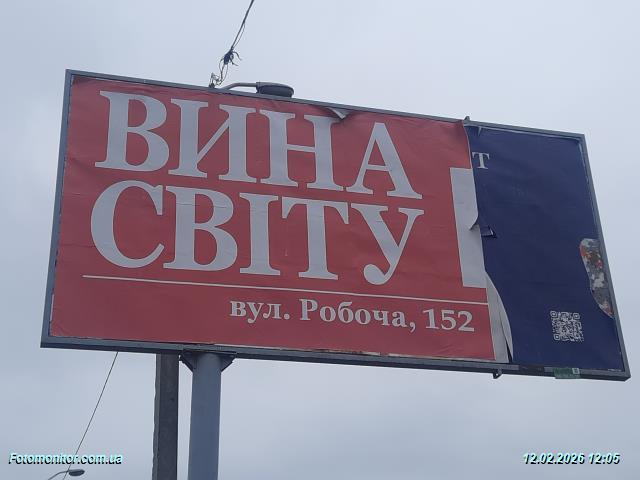 ВИНА
СВІТУ
вул. Робоча, 152
Т
Fotomonitor.com.ua
12.02.2026 12:05